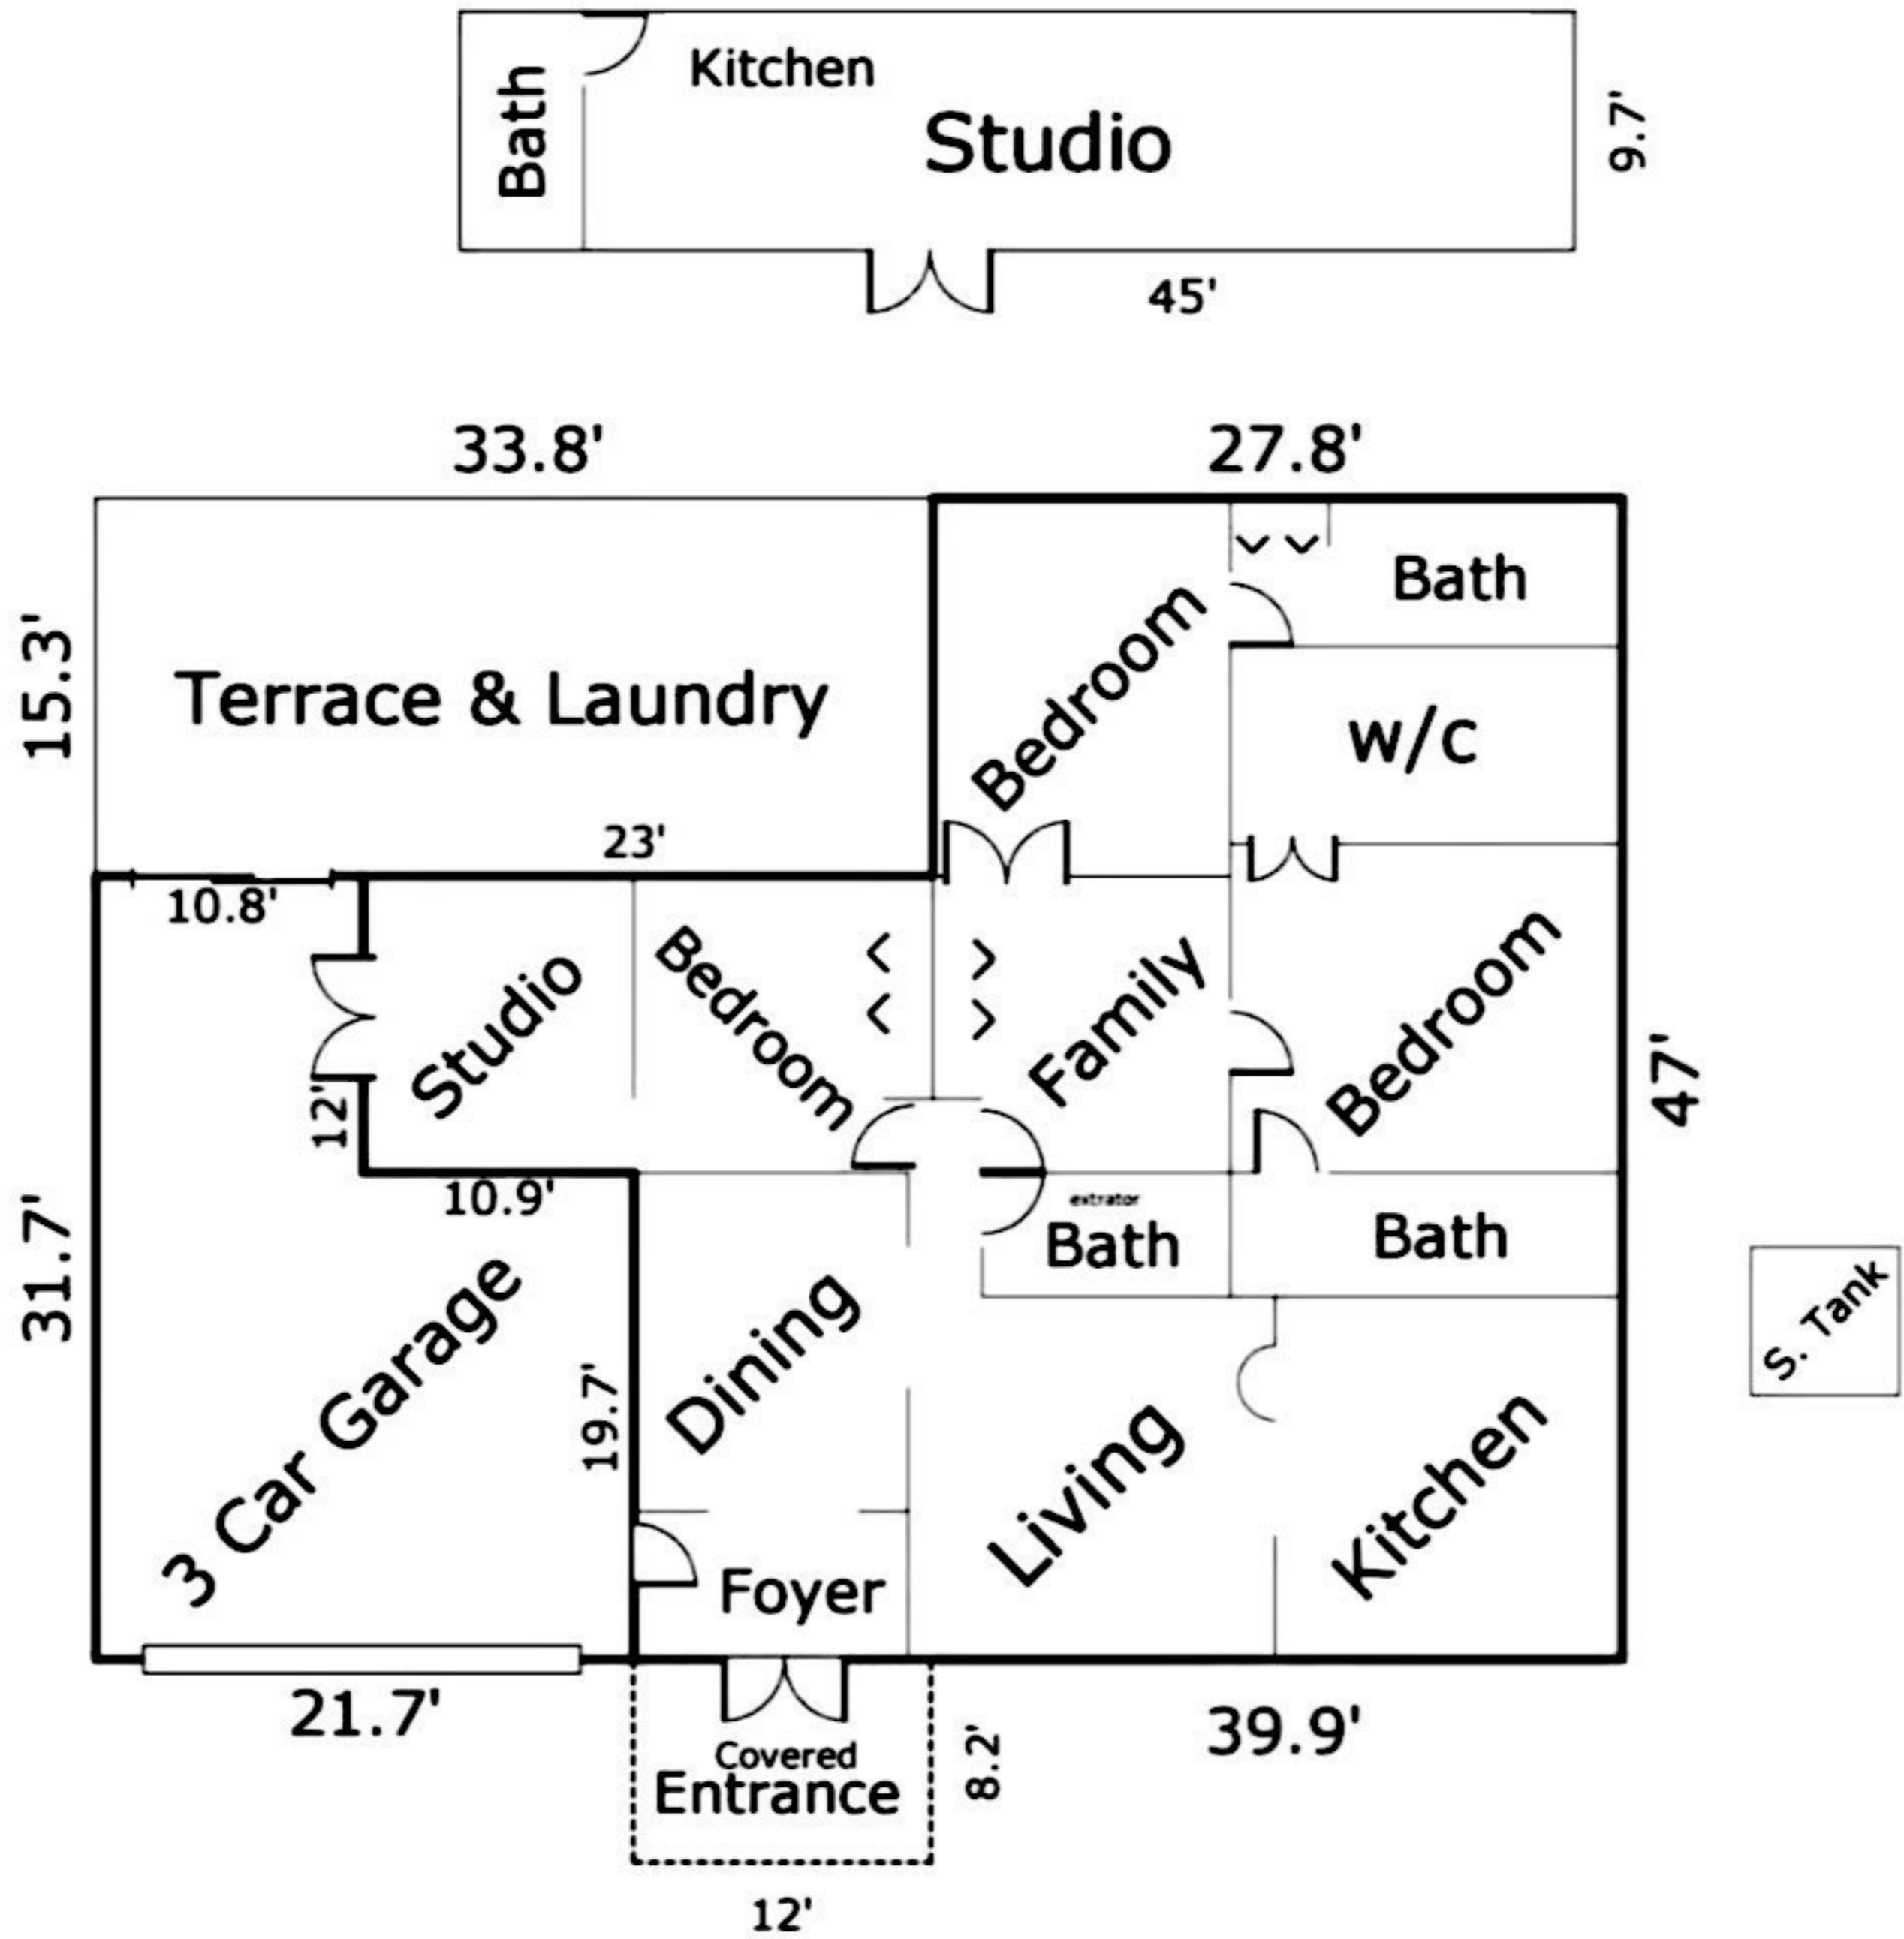 Kitchen
Bath
Studio
9.7'
45'
33.8'
27.8'
Bath
15.3'
Terrace & Laundry
Bedroom
W/C
23'
10.8'
Studio
Bedroom
Family
Bedroom
12'
47'
10.9'
extrator
Bath
Bath
31.7'
3 Car Garage
19.7'
Dining
Living
Kitchen
S. Tank
Foyer
21.7'
Covered
Entrance
8.2'
39.9'
12'